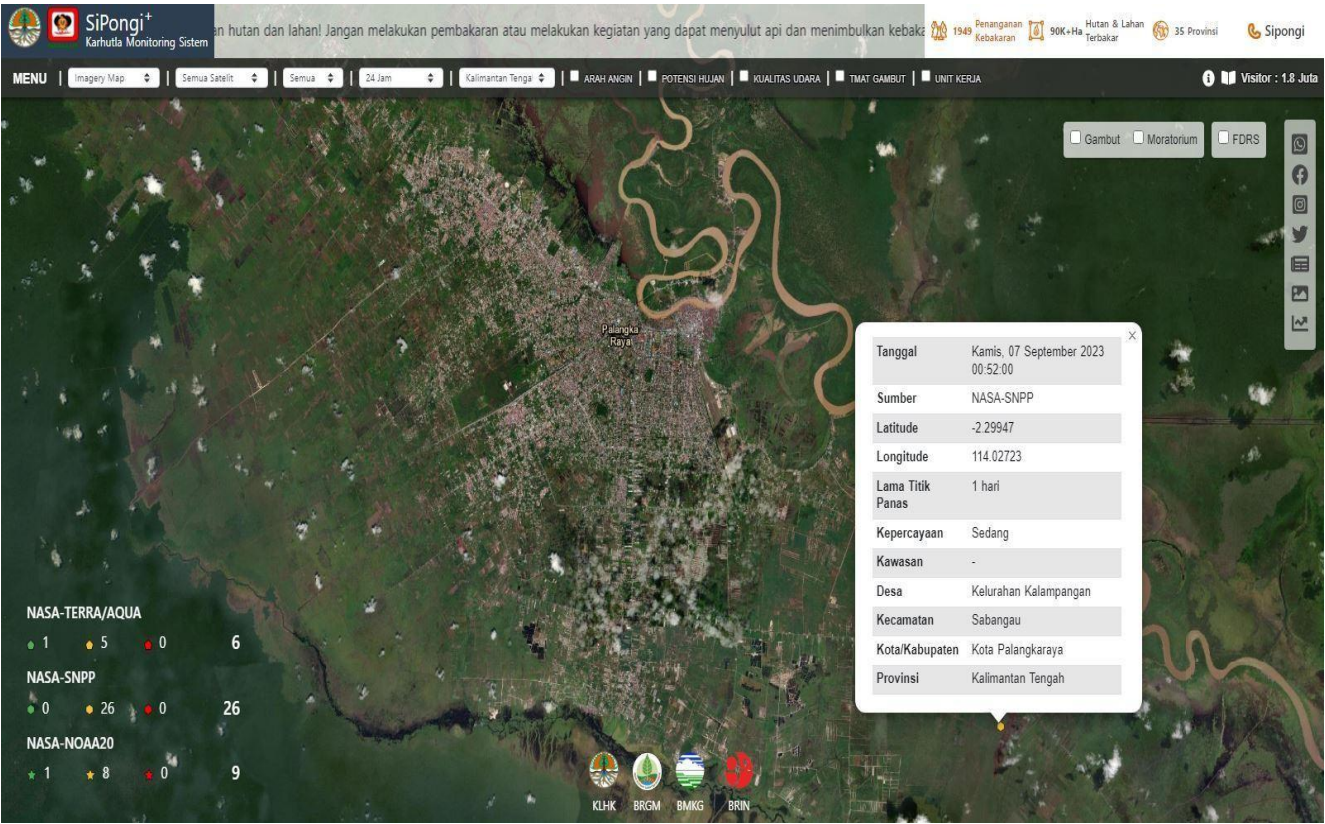 SiPongi+
Karhutla Monitoring Sistem
an hutan dan lahan! Jangan melakukan pembakaran atau melakukan kegiatan yang dapat menyulut api dan menimbulkan kebaka
1949 Penanganan Kebakaran
90K+Ha Hutan & Lahan Terbakar
35 Provinsi
Sipongi
MENU | Imagery Map | Semua Satelit | Semua | 24 Jam | Kalimantan Tenga | ARAH ANGIN | POTENSI HUJAN | KUALITAS UDARA | TMAT GAMBUT | UNIT KERJA
Visitor : 1.8 Juta
Gambut Moratorium FDRS
Palangka
Raya
x
Tanggal Kamis, 07 September 2023
00:52:00
Sumber NASA-SNPP
Latitude -2.29947
Longitude 114.02723
Lama Titik 1 hari
Panas
Kepercayaan Sedang
Kawasan -
Desa Kelurahan Kalampangan
Kecamatan Sabangau
Kota/Kabupaten Kota Palangkaraya
Provinsi Kalimantan Tengah
NASA-TERRA/AQUA
1 5 0 6
NASA-SNPP
0 26 0 26
NASA-NOAA20
1 8 0 9
KLHK BRGM BMKG BRIN